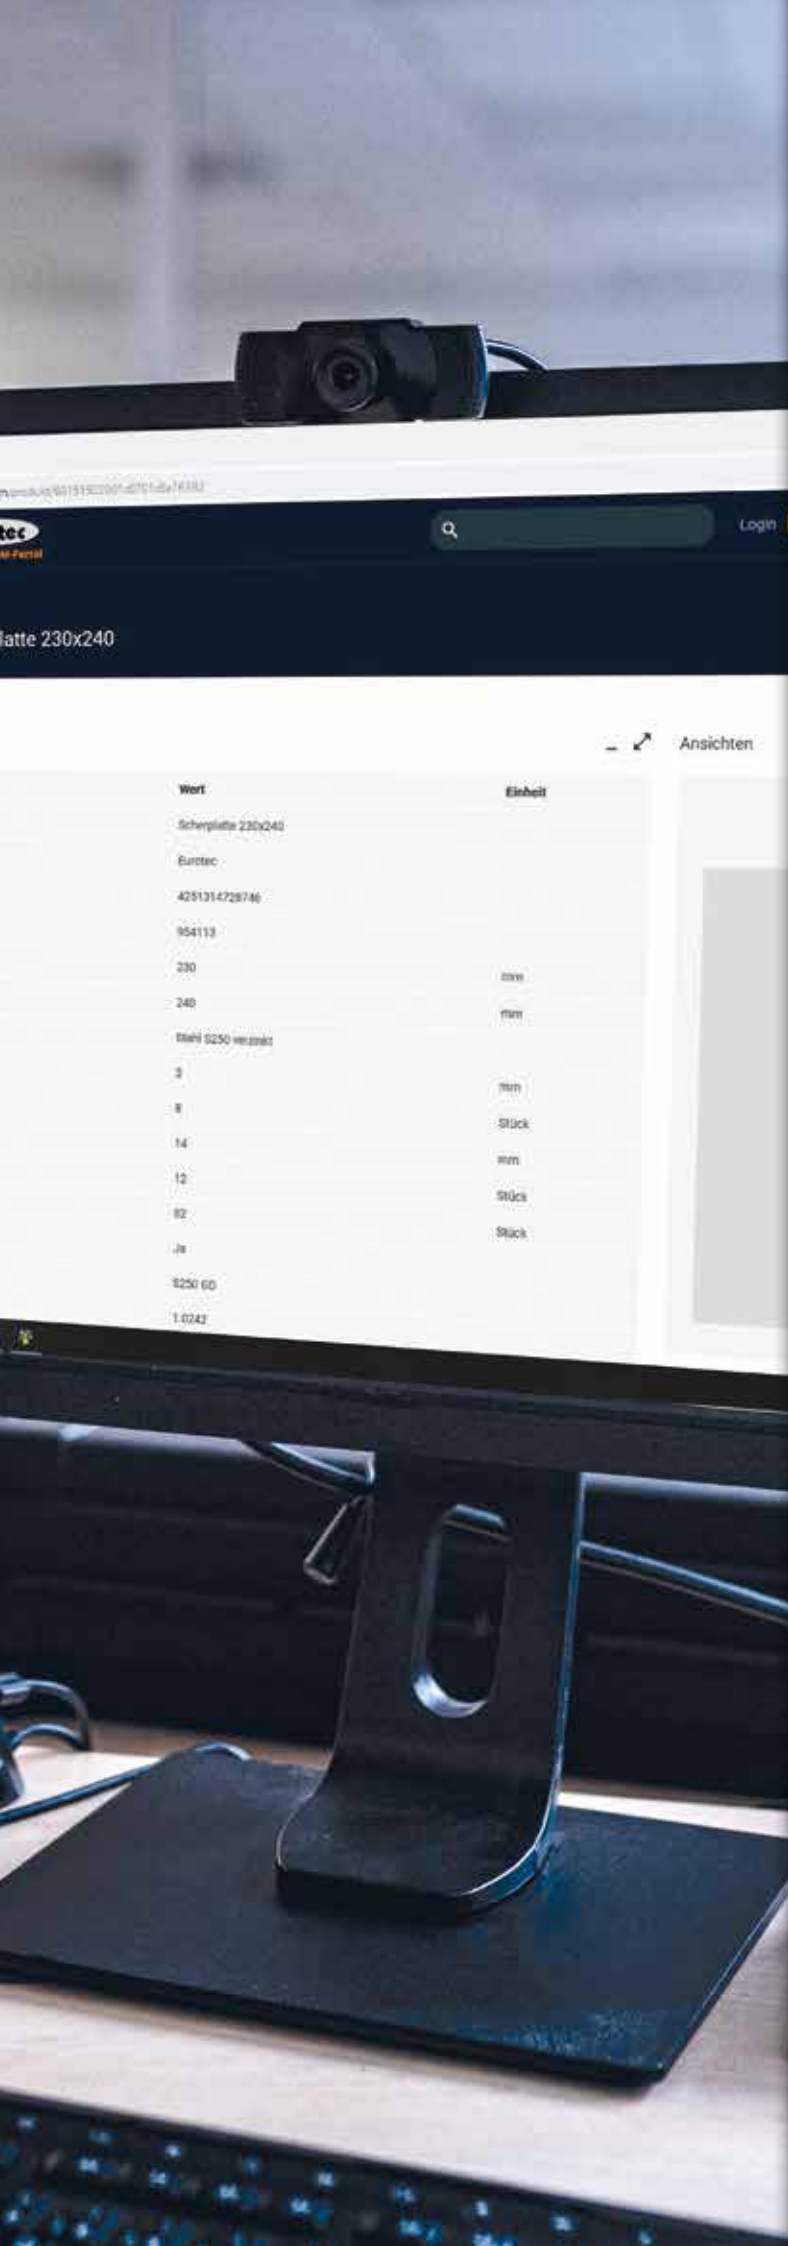 tec
M-Portal
Login
latte 230x240
Ansichten
Wert Einheit
Scherplatte 230x240
Eurotec
4251314728746
954113
230 mm
240 mm
Stahl S250 verzinkt
3 mm
8 Stück
14 mm
12 Stück
82 Stück
Ja
S250 GD
1.0242